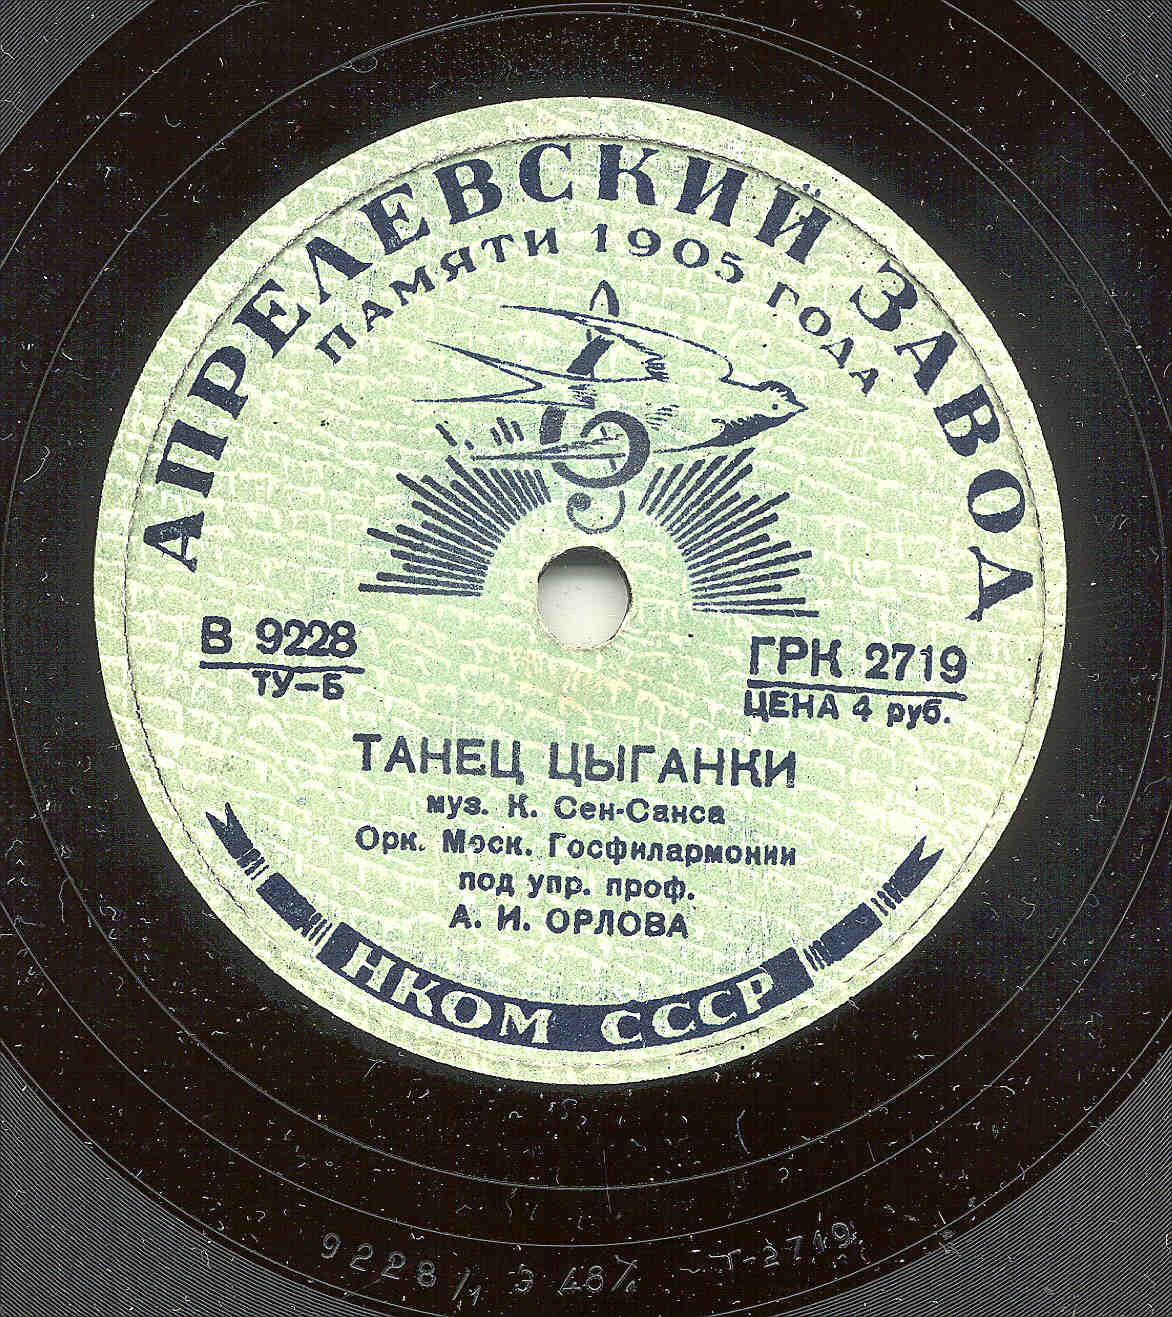 АПРЕЛЕВСКИЙ ЗАВОД
ПАМЯТИ 1905 ГОДА
В 9228
ТУ–Б
ГРК 2719
ЦЕНА 4 руб.
ТАНЕЦ ЦЫГАНКИ
муз. К. Сен-Санса
Орк. Моск. Госфилармонии
под упр. проф.
А. И. ОРЛОВА
НКОМ СССР
9228/1 Э 487 Т-2719